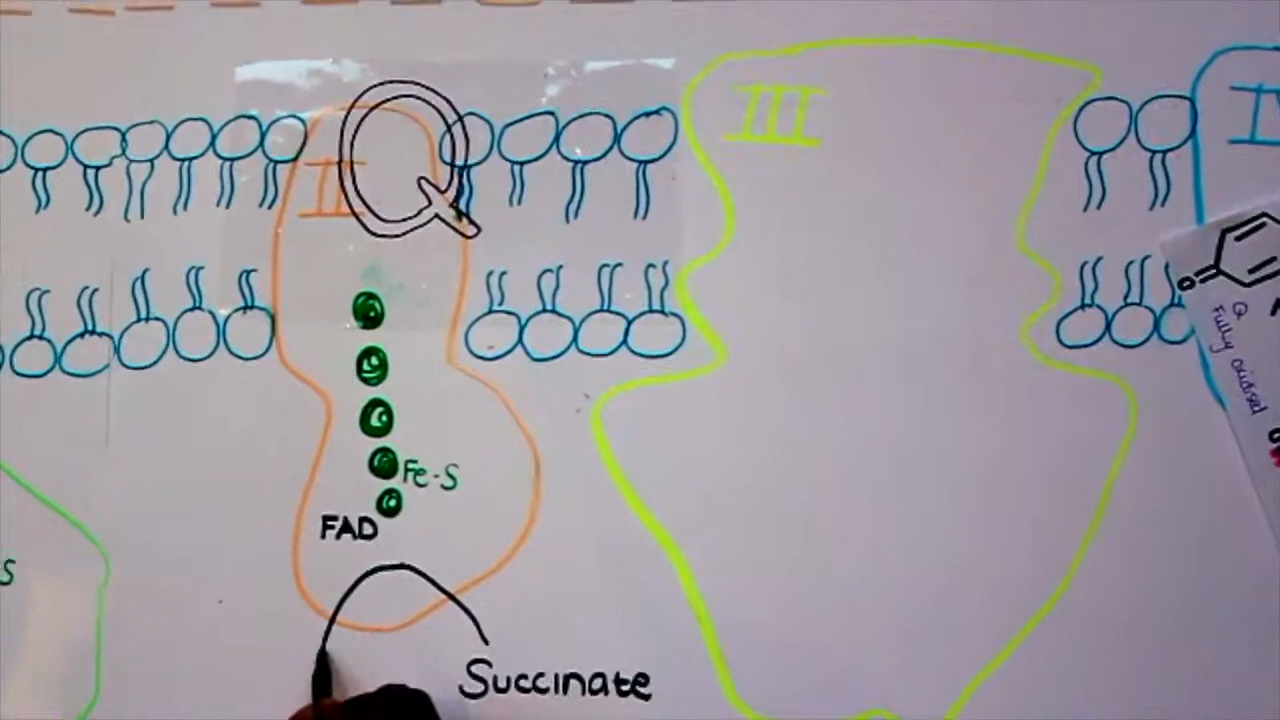 III
II
Q
Q
Fully oxidised
Fe-S
FAD
S
Succinate